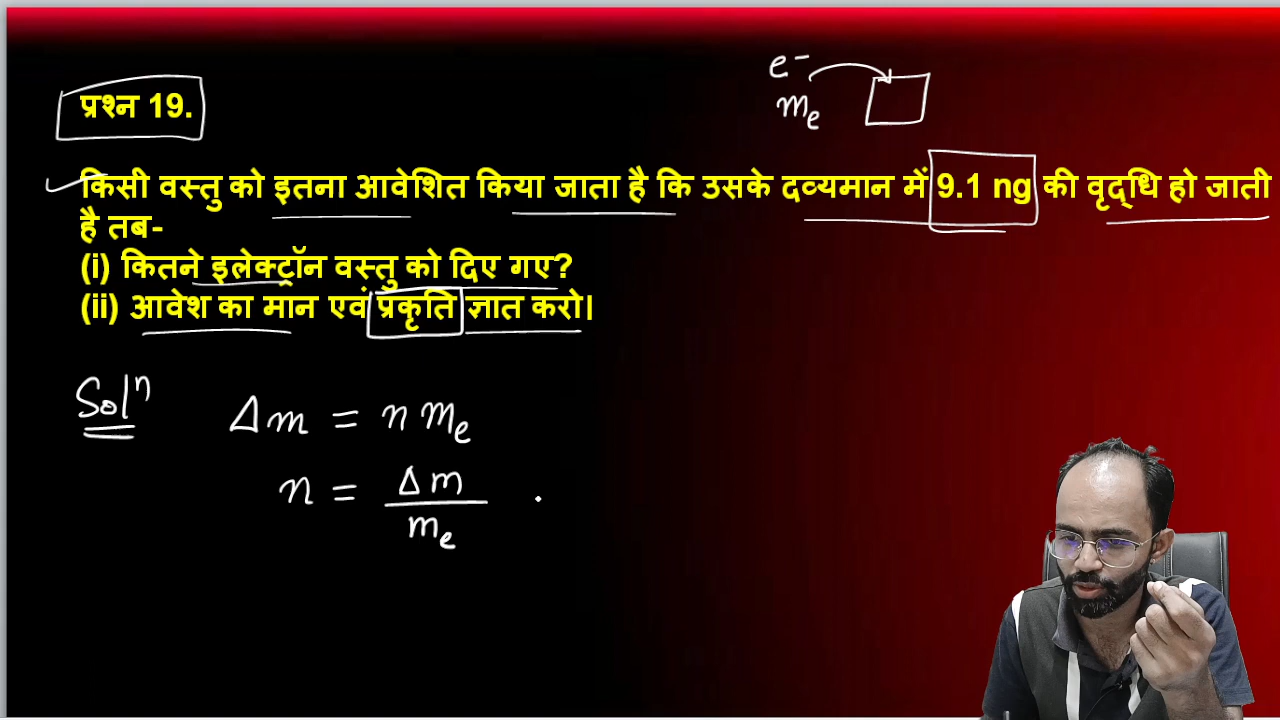 e⁻
mₑ
प्रश्न 19.
किसी वस्तु को इतना आवेशित किया जाता है कि उसके द्रव्यमान में 9.1 ng की वृद्धि हो जाती
है तब-
(i) कितने इलेक्ट्रॉन वस्तु को दिए गए?
(ii) आवेश का मान एवं प्रकृति ज्ञात करो।
Solⁿ
Δm = n mₑ
n = Δm / mₑ